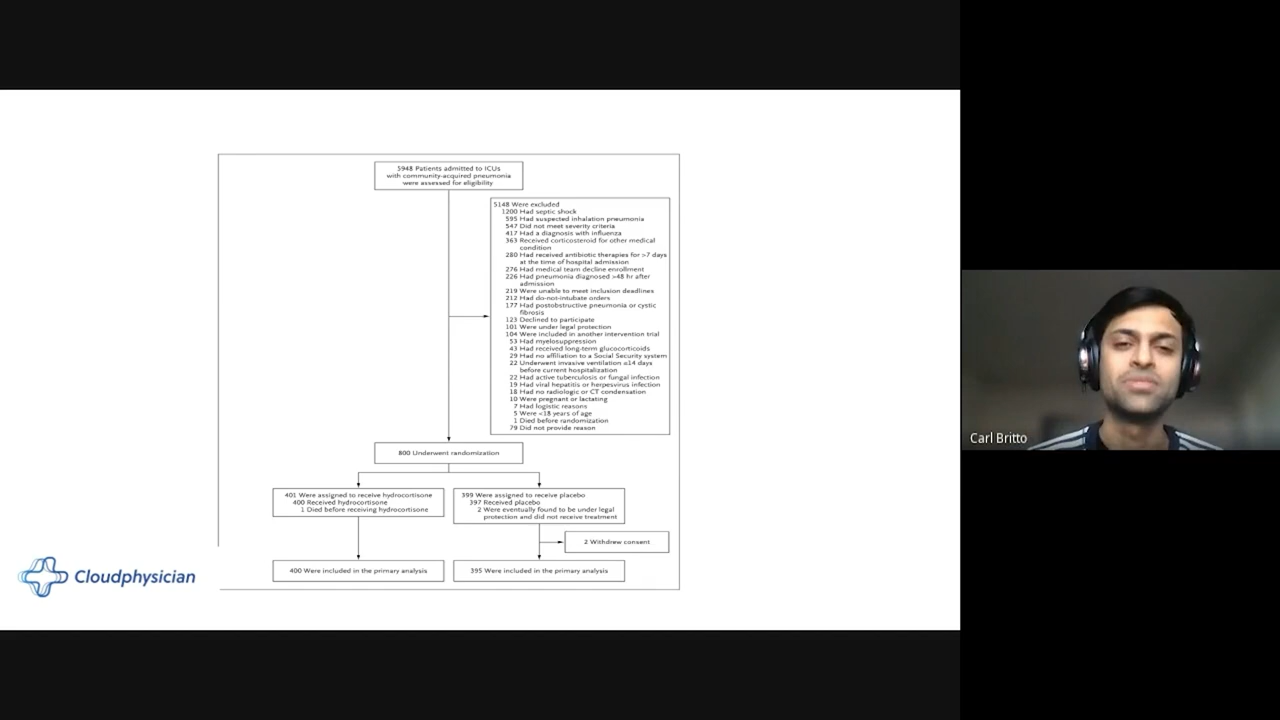 5948 Patients admitted to ICUs
with community-acquired pneumonia
were assessed for eligibility
5148 Were excluded
1200 Had septic shock
595 Had suspected inhalation pneumonia
547 Did not meet severity criteria
417 Had a diagnosis with influenza
363 Received corticosteroid for other medical
condition
280 Had received antibiotic therapies for >7 days
at the time of hospital admission
276 Had medical team decline enrollment
226 Had pneumonia diagnosed >48 hr after
admission
219 Were unable to meet inclusion deadlines
212 Had do-not-intubate orders
177 Had postobstructive pneumonia or cystic
fibrosis
123 Declined to participate
101 Were under legal protection
104 Were included in another intervention trial
53 Had myelosuppression
43 Had received long-term glucocorticoids
29 Had no affiliation to a Social Security system
22 Underwent invasive ventilation ≤14 days
before current hospitalization
22 Had active tuberculosis or fungal infection
19 Had viral hepatitis or herpesvirus infection
18 Had no radiologic or CT condensation
10 Were pregnant or lactating
7 Had logistic reasons
5 Were <18 years of age
1 Died before randomization
79 Did not provide reason
800 Underwent randomization
401 Were assigned to receive hydrocortisone
400 Received hydrocortisone
1 Died before receiving hydrocortisone
399 Were assigned to receive placebo
397 Received placebo
2 Were eventually found to be under legal
protection and did not receive treatment
2 Withdrew consent
400 Were included in the primary analysis
395 Were included in the primary analysis
Cloudphysician
Carl Britto